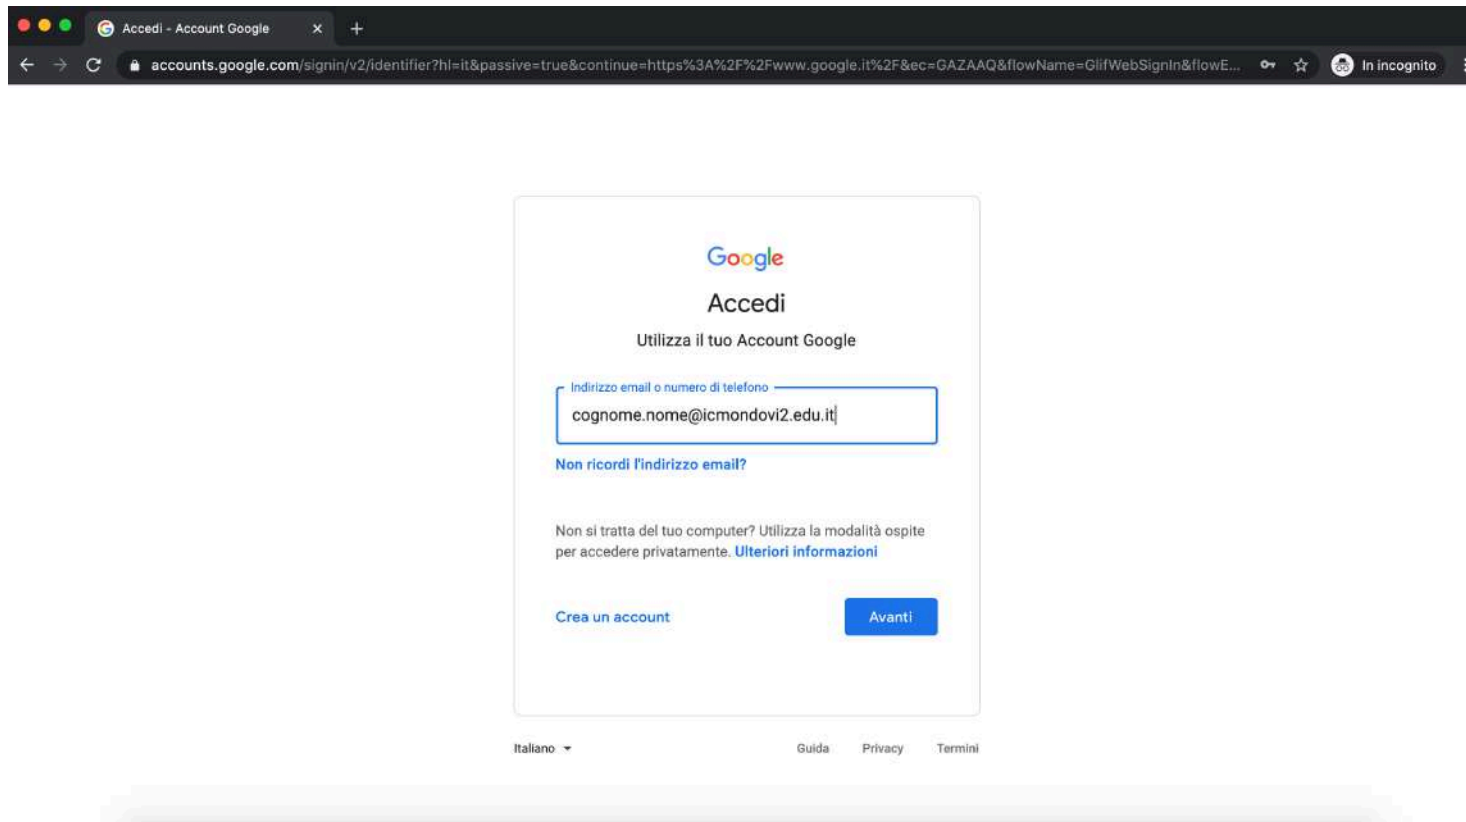 Accedi - Account Google
accounts.google.com/signin/v2/identifier?hl=it&passive=true&continue=https%3A%2F%2Fwww.google.it%2F&ec=GAZAAQ&flowName=GlifWebSignIn&flowE... In incognito
Google
Accedi
Utilizza il tuo Account Google
Indirizzo email o numero di telefono
cognome.nome@icmondovi2.edu.it
Non ricordi l'indirizzo email?
Non si tratta del tuo computer? Utilizza la modalità ospite
per accedere privatamente. Ulteriori informazioni
Crea un account Avanti
Italiano Guida Privacy Termini